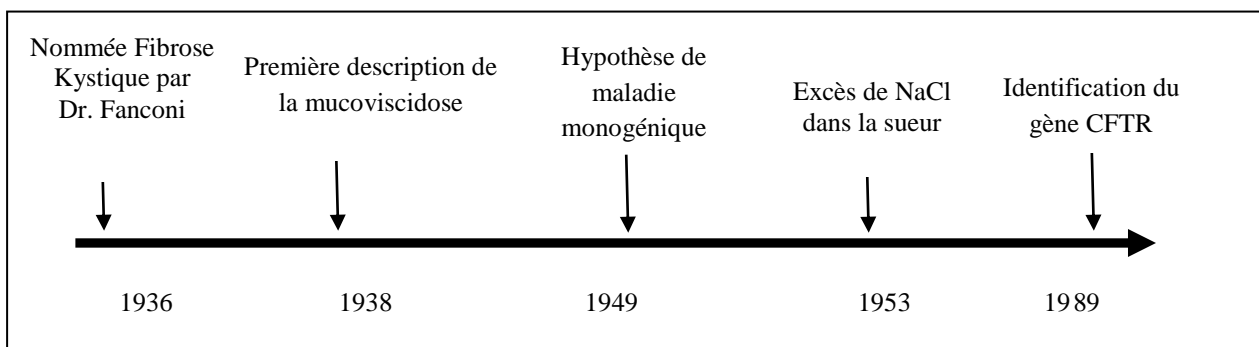 Nommée Fibrose
Kystique par
Dr. Fanconi
Première description de
la mucoviscidose
Hypothèse de
maladie
monogénique
Excès de NaCl
dans la sueur
Identification du
gène CFTR
1936
1938
1949
1953
1989